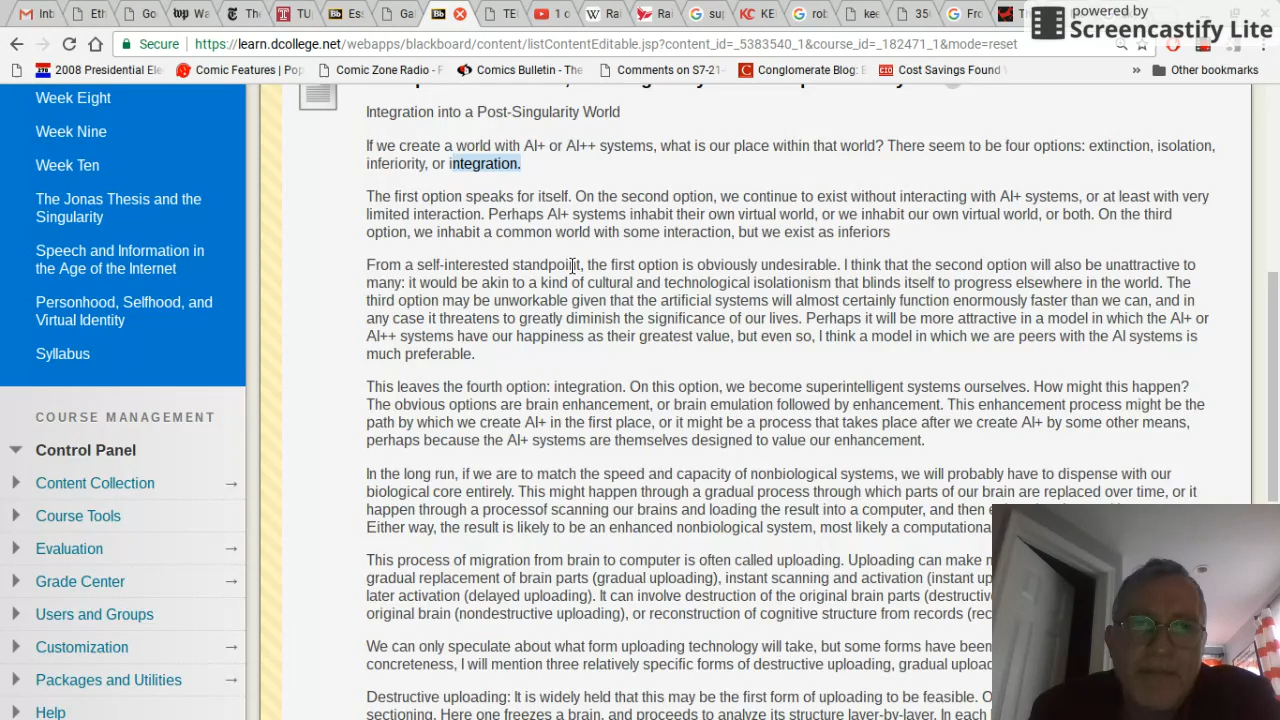 Inb
Eth
Go
Wa
The
TU
Bb Ess
Ga
Bb
TE
1 c
Wi
Rav
sup
KC KE
rob
kee
350
Fro
Th
powered by
Screencastify Lite
Secure
https://learn.dcollege.net/webapps/blackboard/content/listContentEditable.jsp?content_id=_5383540_1&course_id=_182471_1&mode=reset
270 2008 Presidential Ele
Comic Features | Pop
Comic Zone Radio - F
Comics Bulletin - The
Comments on S7-21-
C Conglomerate Blog: B
CIO Cost Savings Found
»
Other bookmarks
Week Eight
Week Nine
Week Ten
The Jonas Thesis and the
Singularity
Speech and Information in
the Age of the Internet
Personhood, Selfhood, and
Virtual Identity
Syllabus
COURSE MANAGEMENT
Control Panel
Content Collection
Course Tools
Evaluation
Grade Center
Users and Groups
Customization
Packages and Utilities
Help
Integration into a Post-Singularity World
If we create a world with AI+ or AI++ systems, what is our place within that world? There seem to be four options: extinction, isolation,
inferiority, or integration.
The first option speaks for itself. On the second option, we continue to exist without interacting with AI+ systems, or at least with very
limited interaction. Perhaps AI+ systems inhabit their own virtual world, or we inhabit our own virtual world, or both. On the third
option, we inhabit a common world with some interaction, but we exist as inferiors
From a self-interested standpoint, the first option is obviously undesirable. I think that the second option will also be unattractive to
many: it would be akin to a kind of cultural and technological isolationism that blinds itself to progress elsewhere in the world. The
third option may be unworkable given that the artificial systems will almost certainly function enormously faster than we can, and in
any case it threatens to greatly diminish the significance of our lives. Perhaps it will be more attractive in a model in which the AI+ or
AI++ systems have our happiness as their greatest value, but even so, I think a model in which we are peers with the AI systems is
much preferable.
This leaves the fourth option: integration. On this option, we become superintelligent systems ourselves. How might this happen?
The obvious options are brain enhancement, or brain emulation followed by enhancement. This enhancement process might be the
path by which we create AI+ in the first place, or it might be a process that takes place after we create AI+ by some other means,
perhaps because the AI+ systems are themselves designed to value our enhancement.
In the long run, if we are to match the speed and capacity of nonbiological systems, we will probably have to dispense with our
biological core entirely. This might happen through a gradual process through which parts of our brain are replaced over time, or it
happen through a processof scanning our brains and loading the result into a computer, and then
Either way, the result is likely to be an enhanced nonbiological system, most likely a computational
This process of migration from brain to computer is often called uploading. Uploading can make
gradual replacement of brain parts (gradual uploading), instant scanning and activation (instant up
later activation (delayed uploading). It can involve destruction of the original brain parts (destructiv
original brain (nondestructive uploading), or reconstruction of cognitive structure from records (rec
We can only speculate about what form uploading technology will take, but some forms have been
concreteness, I will mention three relatively specific forms of destructive uploading, gradual upload
Destructive uploading: It is widely held that this may be the first form of uploading to be feasible. O
sectioning. Here one freezes a brain, and proceeds to analyze its structure layer-by-layer. In each